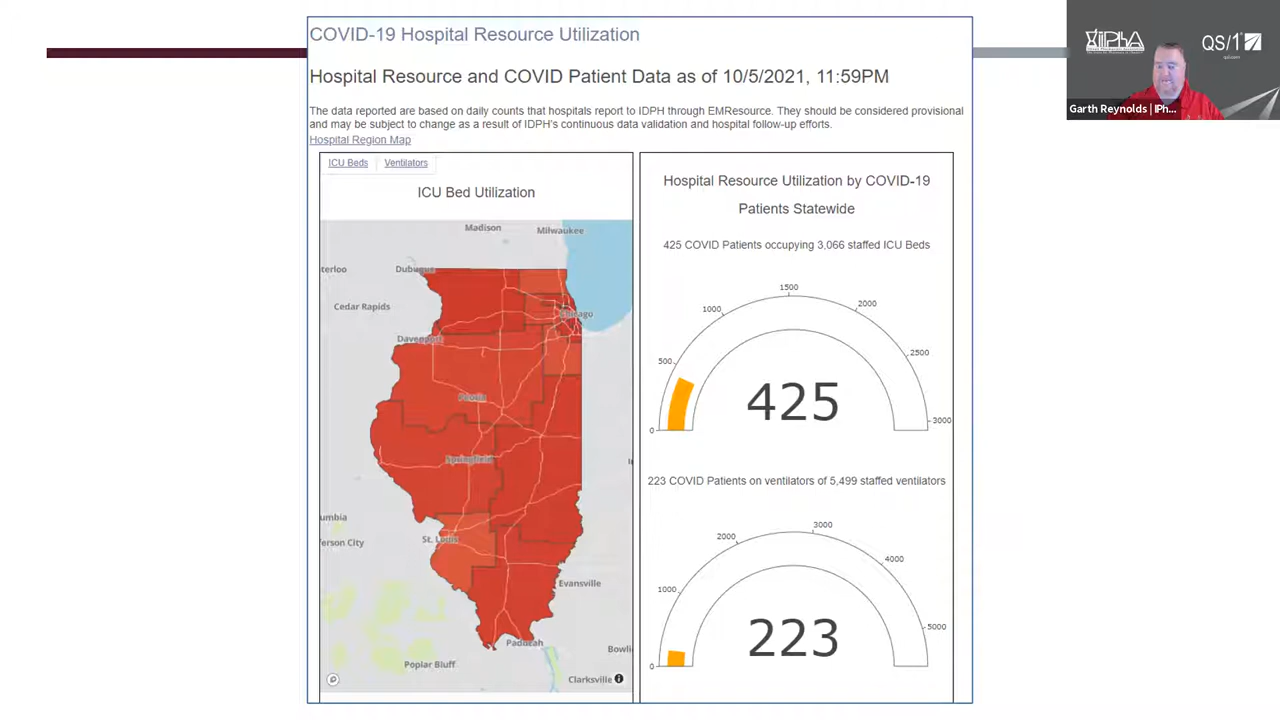 COVID-19 Hospital Resource Utilization
Hospital Resource and COVID Patient Data as of 10/5/2021, 11:59PM
The data reported are based on daily counts that hospitals report to IDPH through EMResource. They should be considered provisional
and may be subject to change as a result of IDPH's continuous data validation and hospital follow-up efforts.
Hospital Region Map
ICU Beds
Ventilators
ICU Bed Utilization
Madison
Milwaukee
terloo
Dubuque
Cedar Rapids
Chicago
Davenport
Peoria
Springfield
umbia
ferson City
St. Louis
Evansville
Paducah
Bowli
Poplar Bluff
Clarksville
Hospital Resource Utilization by COVID-19
Patients Statewide
425 COVID Patients occupying 3,066 staffed ICU Beds
0
500
1000
1500
2000
2500
3000
425
223 COVID Patients on ventilators of 5,499 staffed ventilators
0
1000
2000
3000
4000
5000
223
IPhA
QS/1
Garth Reynolds | IPh...